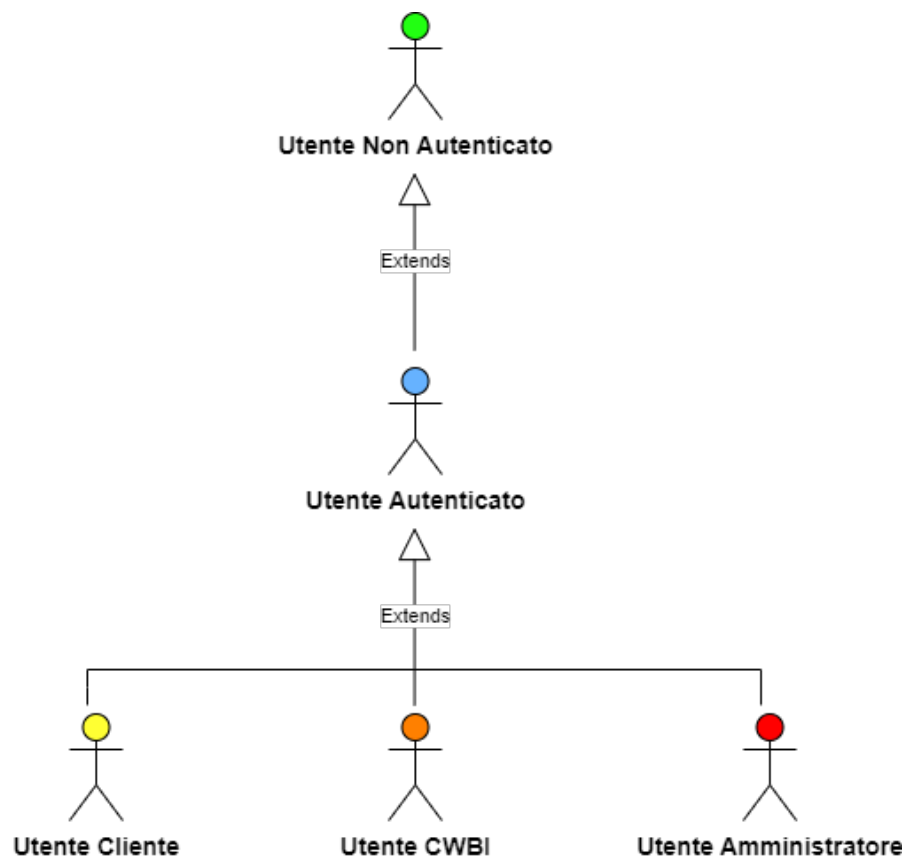 Utente Non Autenticato
Extends
Utente Autenticato
Extends
Utente Cliente
Utente CWBI
Utente Amministratore